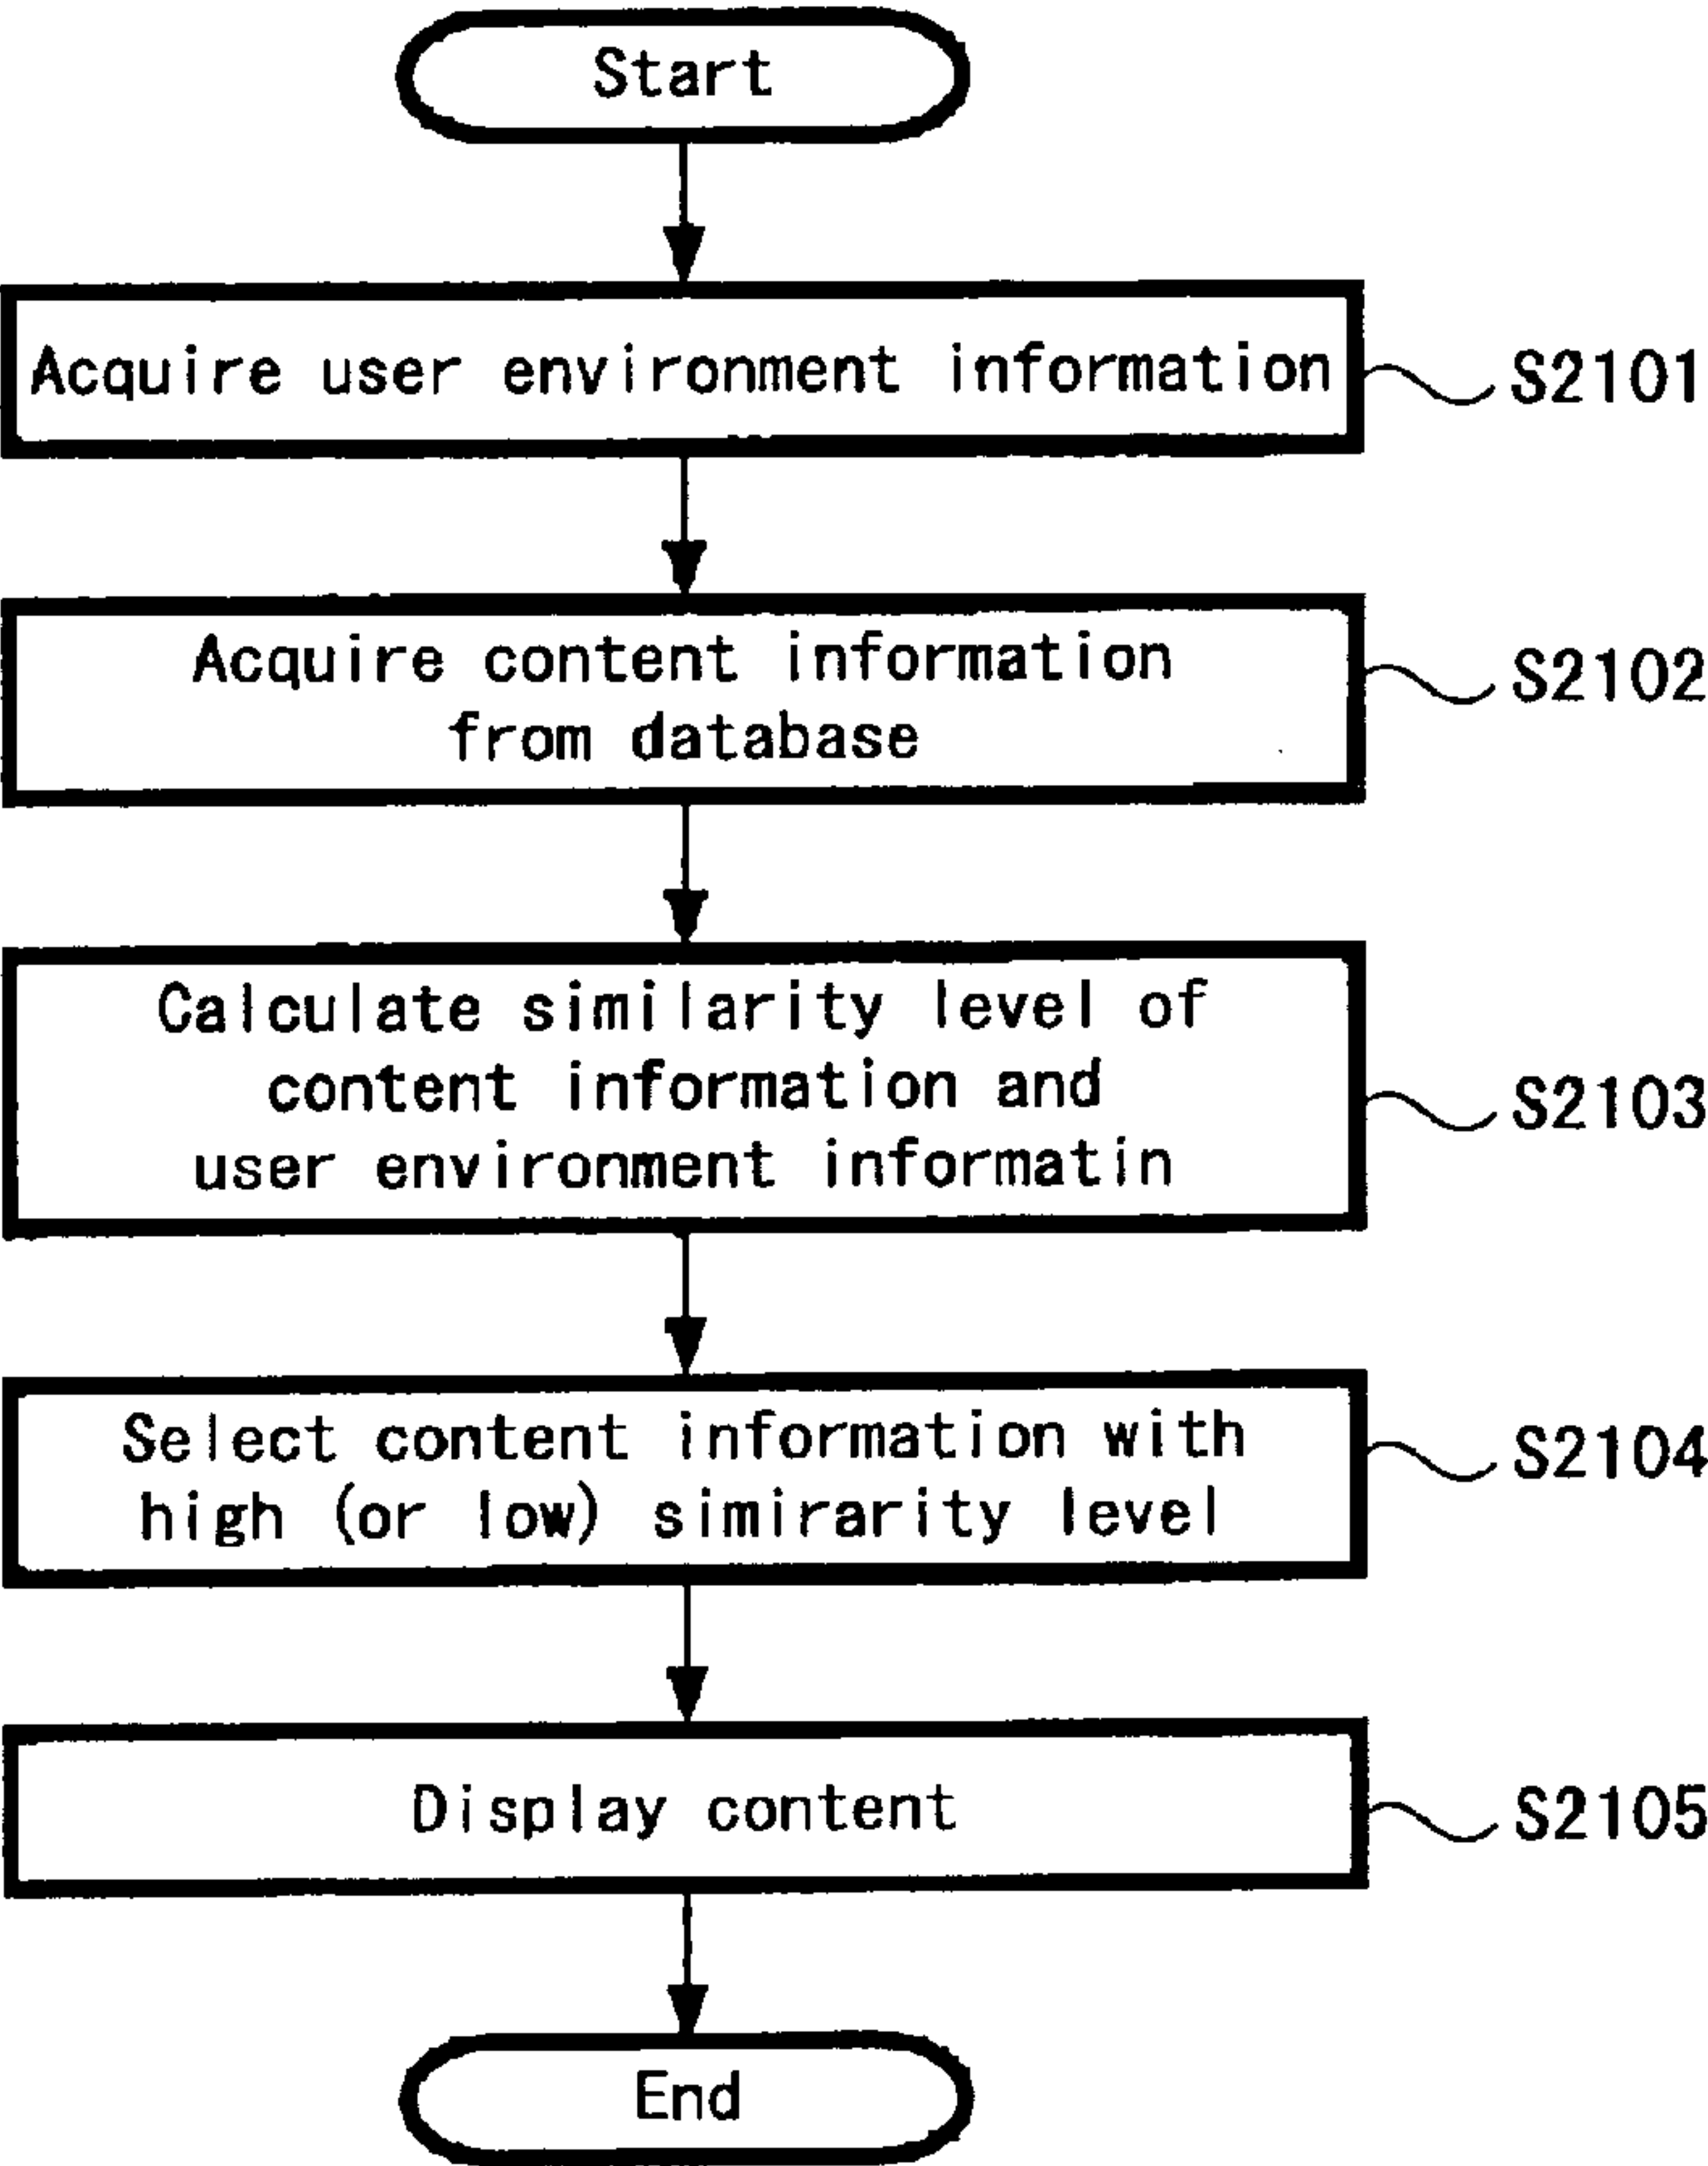 Start
Acquire user environment information
S2101
Acquire content information
from database
S2102
Calculate similarity level of
content information and
user environment informatin
S2103
Select content information with
high (or low) simirarity level
S2104
Display content
S2105
End